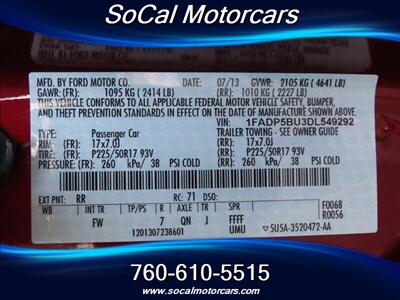 SoCal Motorcars
MFD. BY FORD MOTOR CO. 07/13 GVWR: 2105 KG ( 4641 LB)
GAWR: (FR) 1095 KG ( 2414 LB) (RR) 1010 KG ( 2227 LB)
THIS VEHICLE CONFORMS TO ALL APPLICABLE FEDERAL MOTOR VEHICLE SAFETY, BUMPER,
AND THEFT PREVENTION STANDARDS IN EFFECT ON THE DATE OF MANUFACTURE SHOWN ABOVE.
VIN: 1FADP5BU3DL549292
TYPE: Passenger Car TRAILER TOWING - SEE OWNER GUIDE
RIM: (FR) 17x7.0J (RR) 17x7.0J
TIRE: (FR) P225/50R17 93V (RR) P225/50R17 93V
PRESSURE: (FR) 260 kPa/ 38 PSI COLD (RR) 260 kPa/ 38 PSI COLD
EXT PNT: RR RC: 71 DSO:
WB INT TR TP/PS R AXLE TR SPR F0068
FW 7 QN J FFFF R0056
1201307238601 UMU 5U5A-3520472-AA
760-610-5515
www.socalmotorcars.com